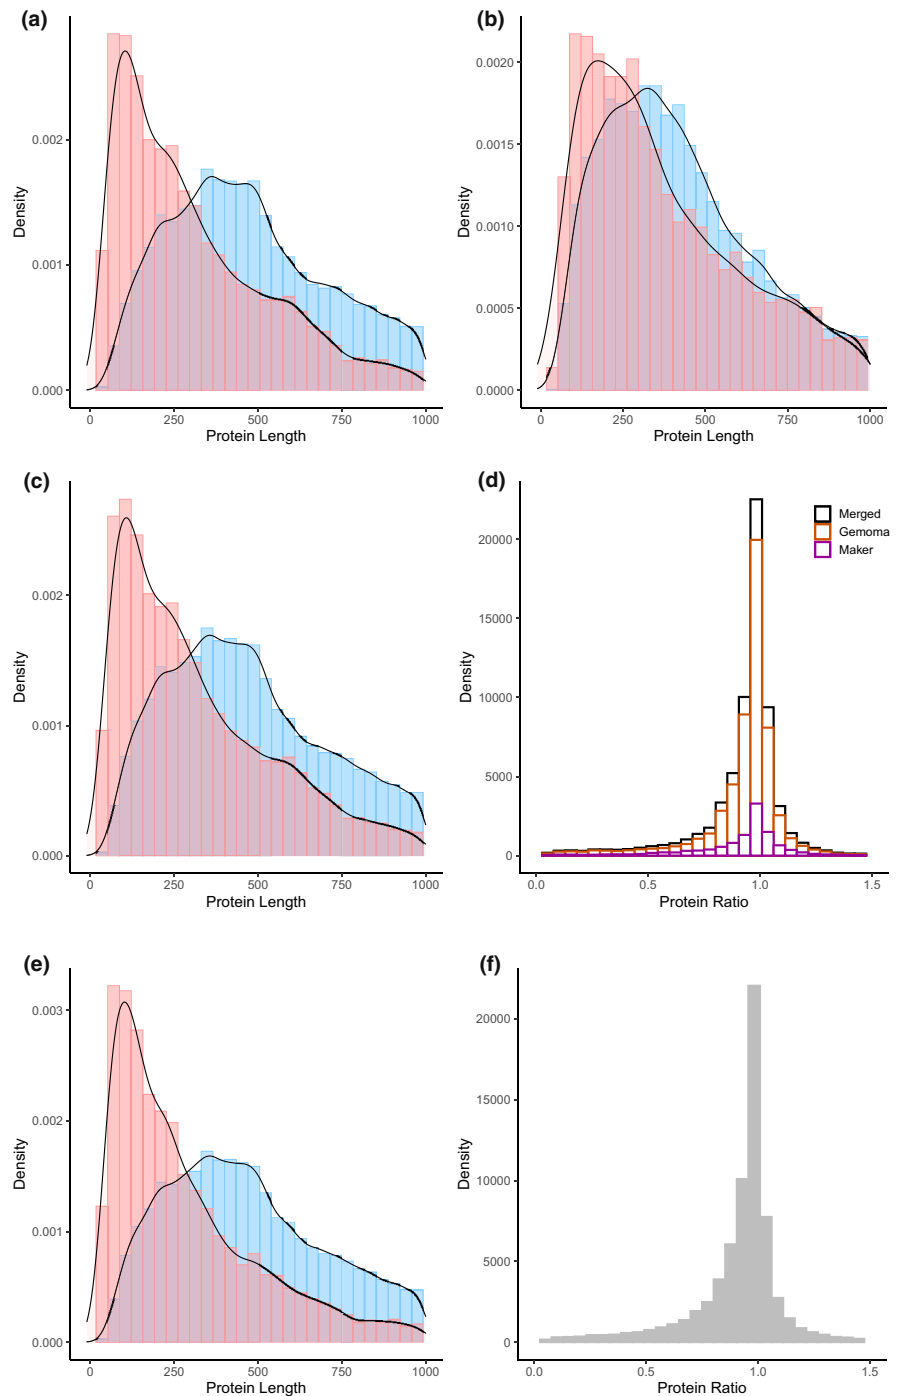 (a)
Density
0.002
0.001
0.000
0
250
500
750
1000
Protein Length
(b)
Density
0.0020
0.0015
0.0010
0.0005
0.0000
0
250
500
750
1000
Protein Length
(c)
Density
0.002
0.001
0.000
0
250
500
750
1000
Protein Length
(d)
Merged
Gemoma
Maker
Density
20000
15000
10000
5000
0
0.0
0.5
1.0
1.5
Protein Ratio
(e)
Density
0.003
0.002
0.001
0.000
0
250
500
750
1000
Protein Length
(f)
Density
20000
15000
10000
5000
0
0.0
0.5
1.0
1.5
Protein Ratio